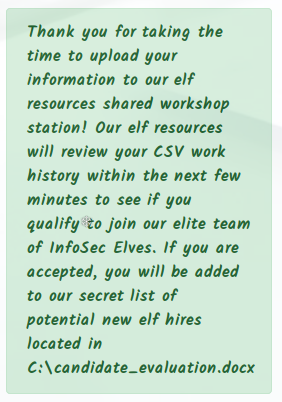 Thank you for taking the
time to upload your
information to our elf
resources shared workshop
station! Our elf resources
will review your CSV work
history within the next few
minutes to see if you
qualify to join our elite team
of InfoSec Elves. If you are
accepted, you will be added
to our secret list of
potential new elf hires
located in
C:\candidate_evaluation.docx